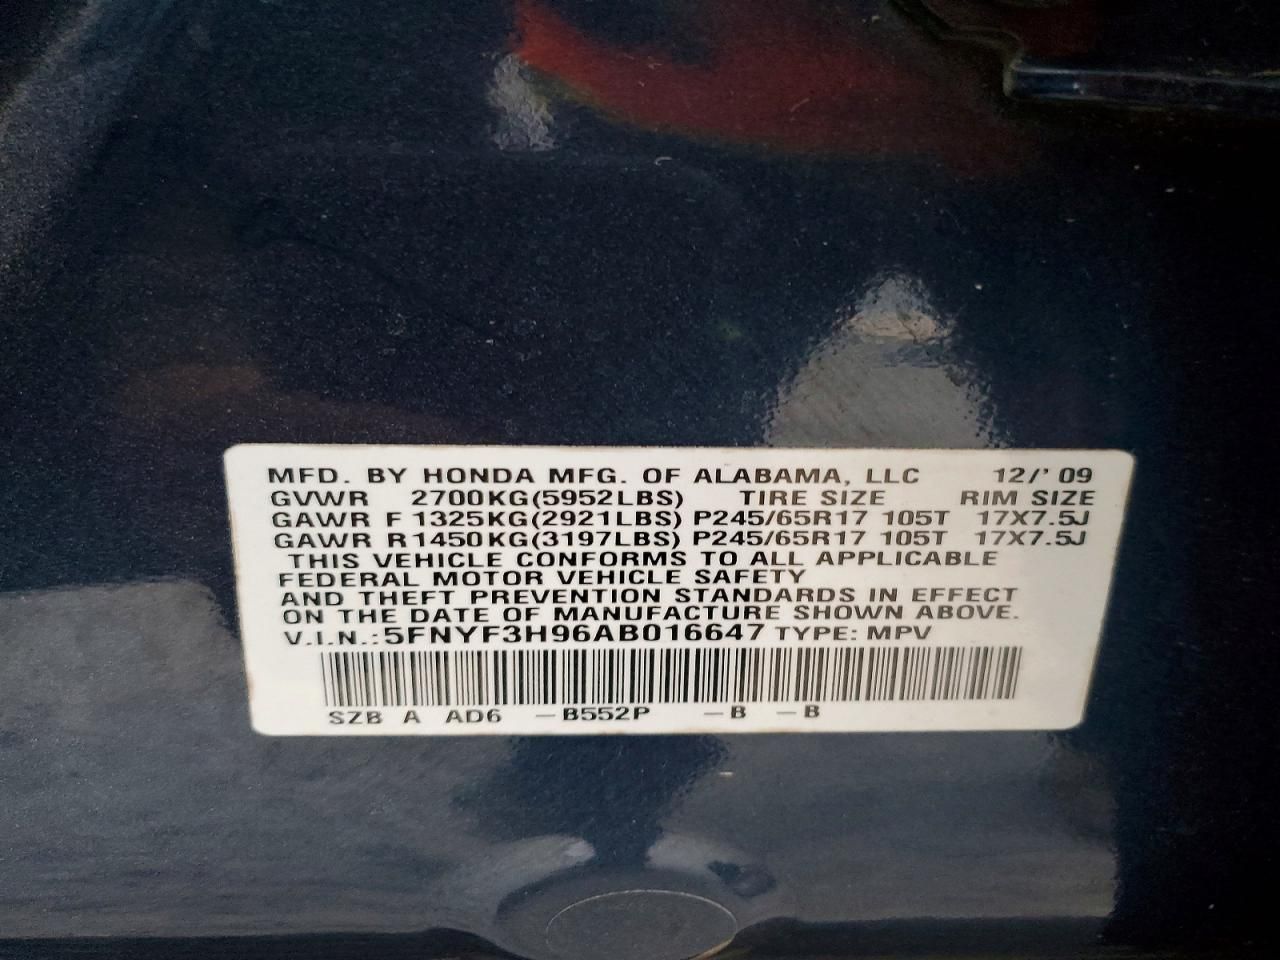 MFD. BY HONDA MFG. OF ALABAMA, LLC 12/'09
GVWR 2700KG(5952LBS) TIRE SIZE RIM SIZE
GAWR F 1325KG(2921LBS) P245/65R17 105T 17X7.5J
GAWR R 1450KG(3197LBS) P245/65R17 105T 17X7.5J
THIS VEHICLE CONFORMS TO ALL APPLICABLE
FEDERAL MOTOR VEHICLE SAFETY
AND THEFT PREVENTION STANDARDS IN EFFECT
ON THE DATE OF MANUFACTURE SHOWN ABOVE.
V.I.N.: 5FNYF3H96AB016647 TYPE: MPV
SZB A AD6 -B552P -B -B